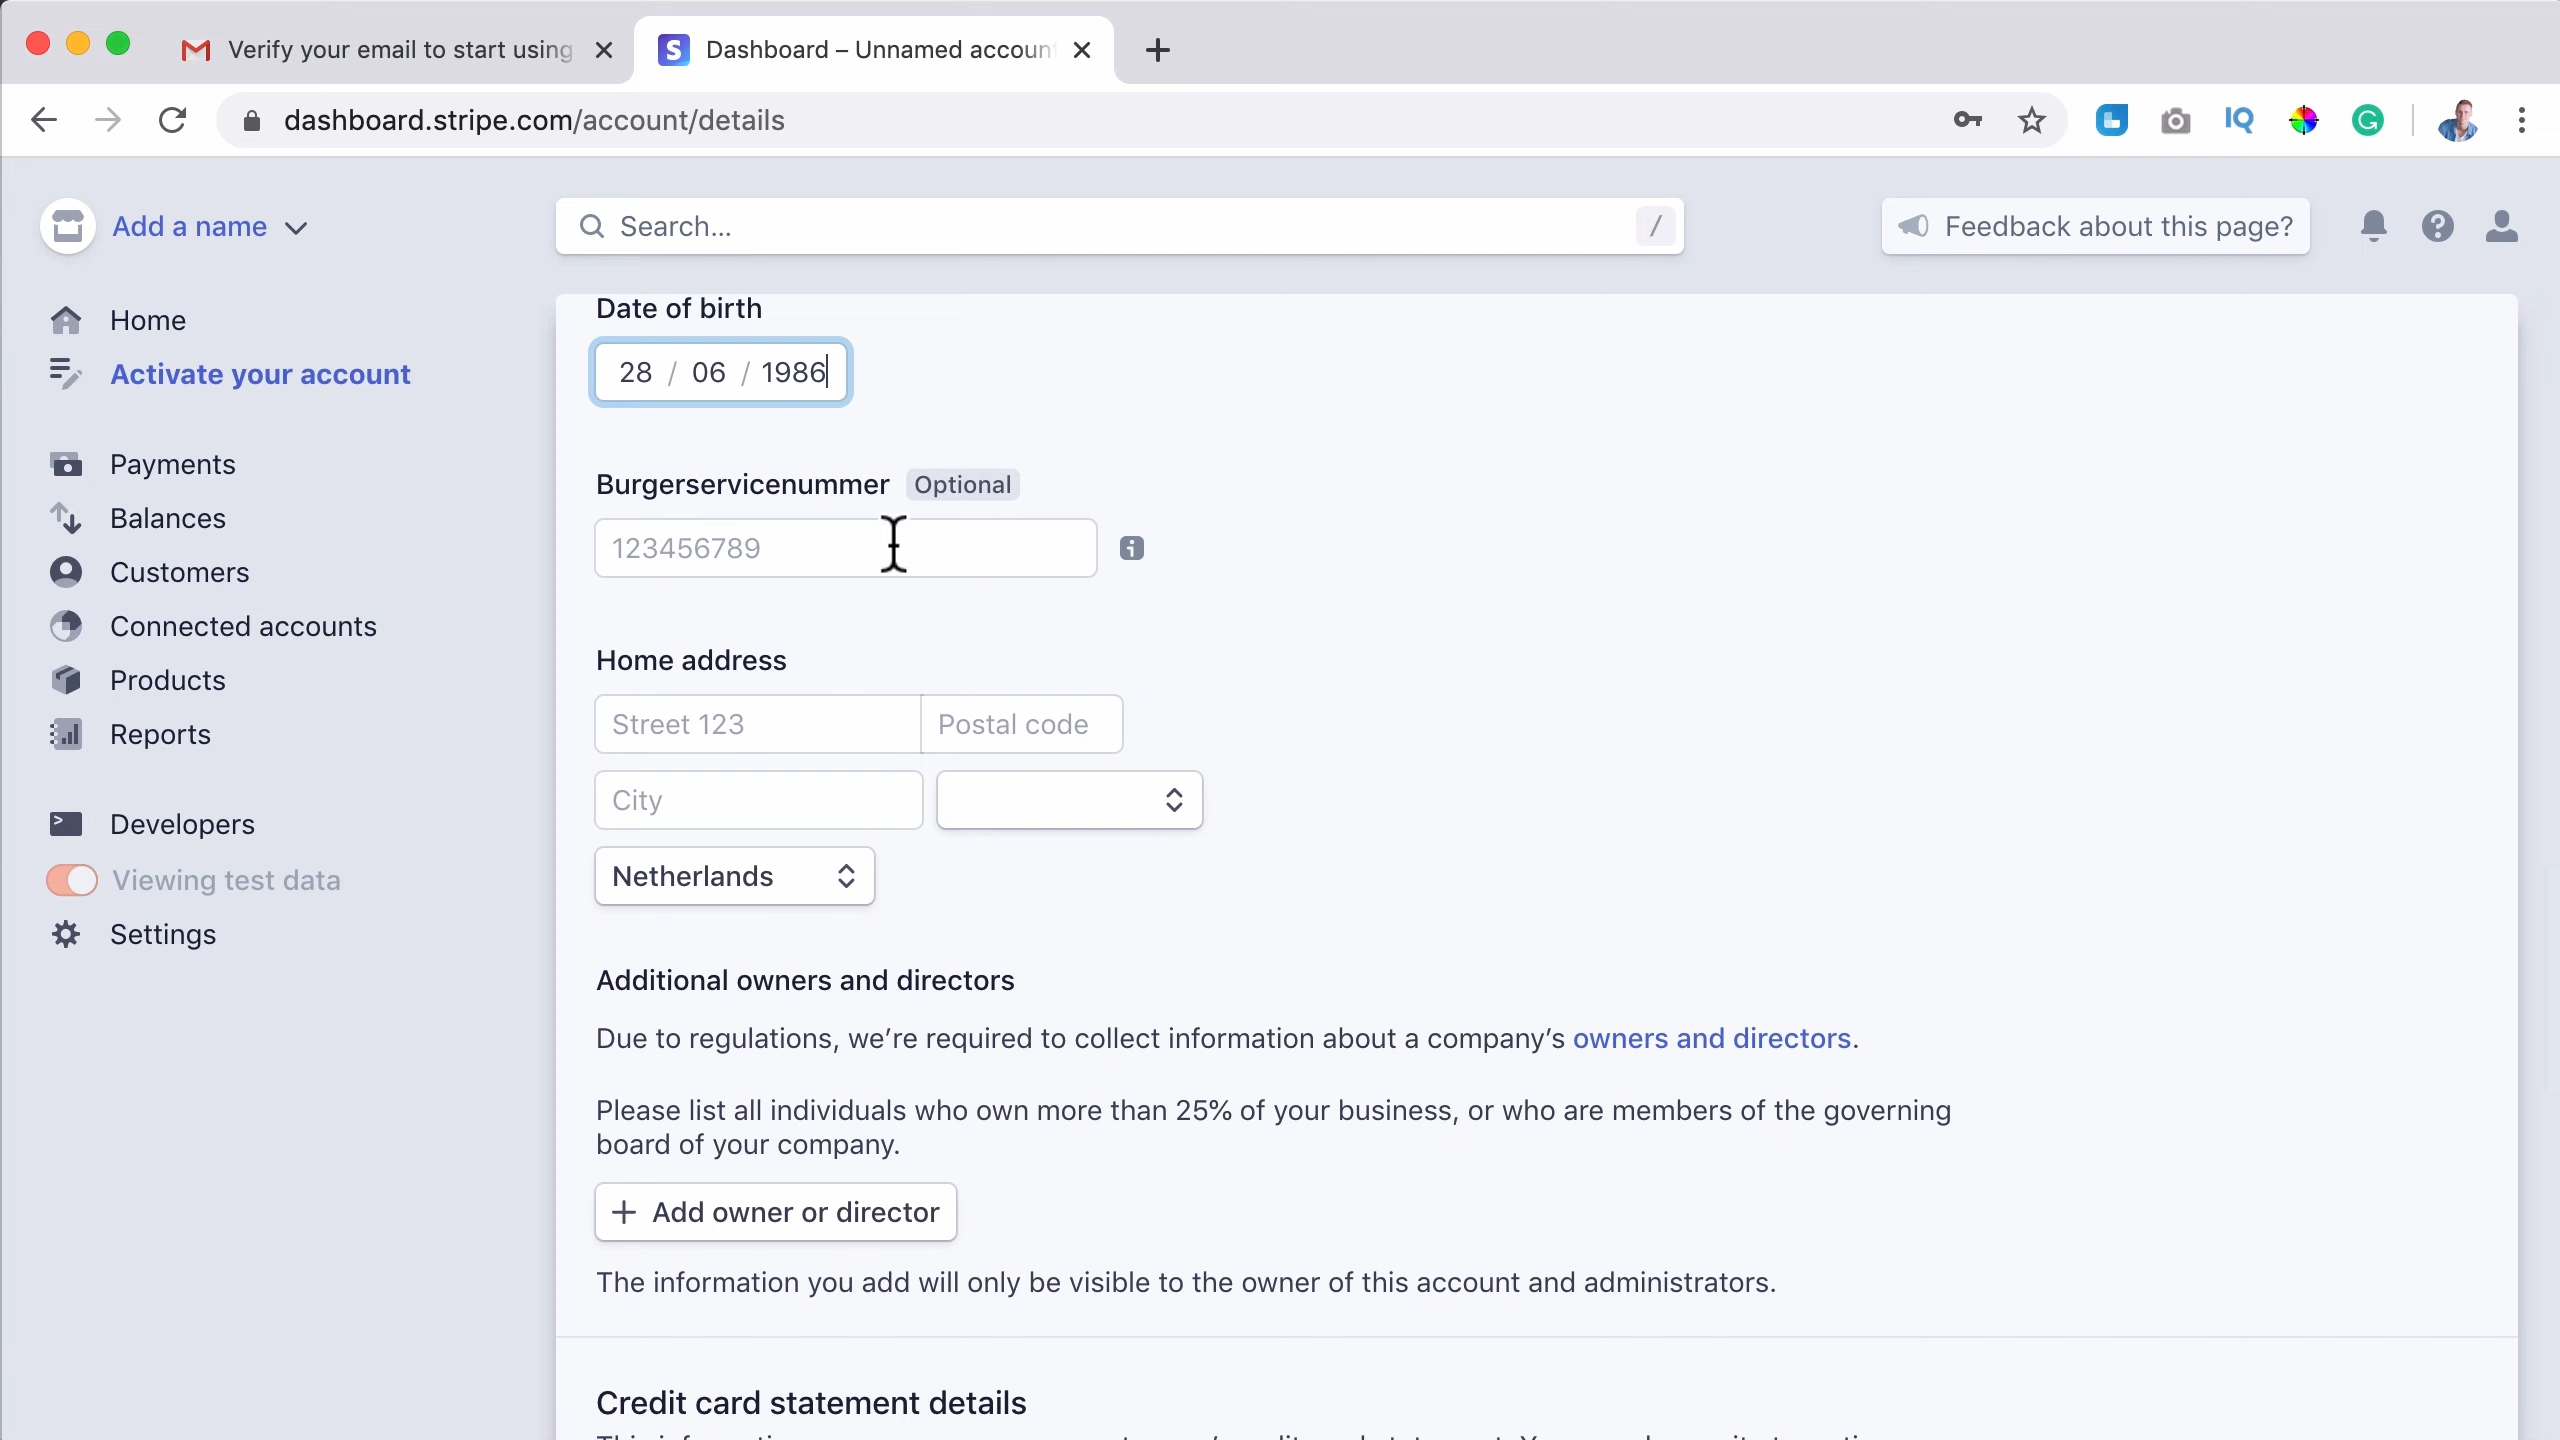 Verify your email to start using
Dashboard – Unnamed accoun
dashboard.stripe.com/account/details
IQ
Add a name
Search...
/
Feedback about this page?
Home
Activate your account
Payments
Balances
Customers
Connected accounts
Products
Reports
Developers
Viewing test data
Settings
Date of birth
28 / 06 / 1986
Burgerservicenummer Optional
123456789
Home address
Street 123
Postal code
City
Netherlands
Additional owners and directors
Due to regulations, we’re required to collect information about a company’s owners and directors.
Please list all individuals who own more than 25% of your business, or who are members of the governing
board of your company.
+ Add owner or director
The information you add will only be visible to the owner of this account and administrators.
Credit card statement details